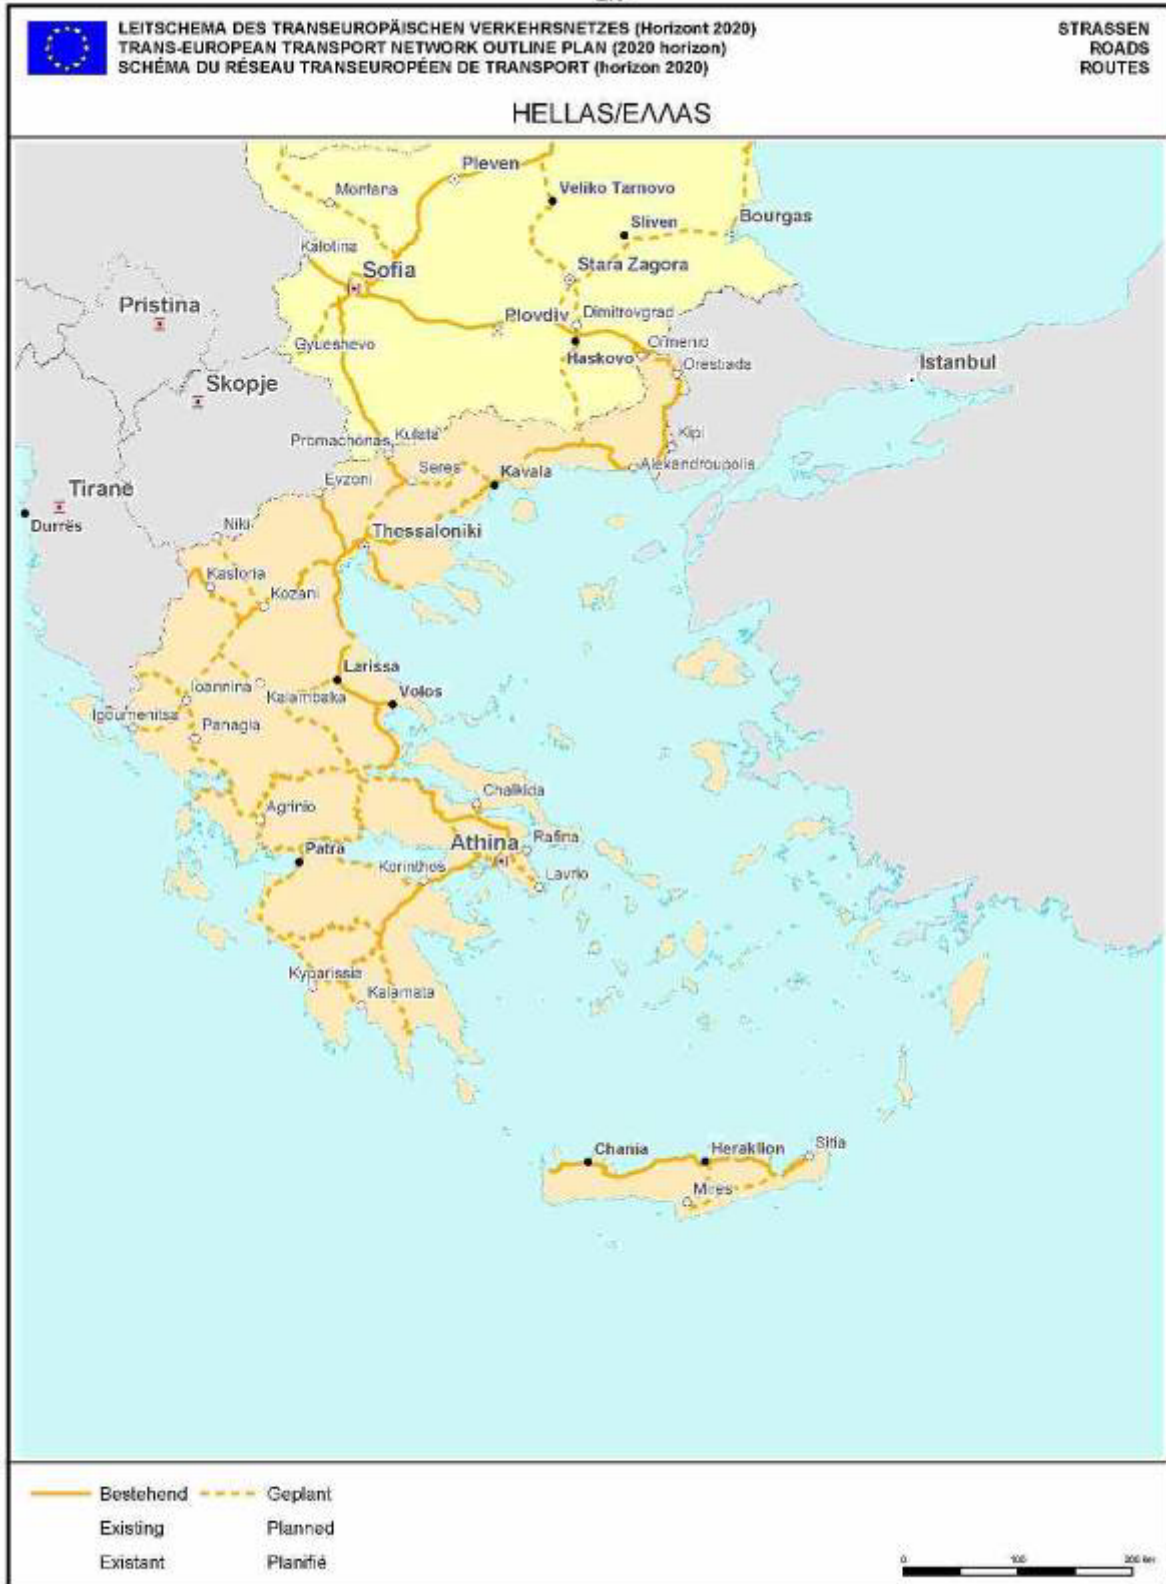 LEITSCHEMA DES TRANSEUROPÄISCHEN VERKEHRSNETZES (Horizont 2020)
TRANS-EUROPEAN TRANSPORT NETWORK OUTLINE PLAN (2020 horizon)
SCHÉMA DU RÉSEAU TRANSEUROPÉEN DE TRANSPORT (horizon 2020)
STRASSEN
ROADS
ROUTES
HELLAS/ΕΛΛΑΣ
Pleven
Montana
Veliko Tarnovo
Sliven
Bourgas
Kalotina
Sofia
Stara Zagora
Pristina
Plovdiv
Dimitrovgrad
Gyueshevo
Haskovo
Ormenio
Orestiada
Istanbul
Skopje
Promachonas
Kulata
Kipi
Seres
Kavala
Alexandroupolis
Evzoni
Tiranë
Durrës
Niki
Thessaloniki
Kastoria
Kozani
Larissa
Ioannina
Kalambaka
Volos
Igoumenitsa
Panagia
Chalkida
Agrinio
Patra
Athina
Rafina
Korinthos
Lavrio
Kyparissia
Kalamata
Chania
Heraklion
Sitia
Mires
Bestehend
Geplant
Existing
Planned
Existant
Planifié
0 100 200 km